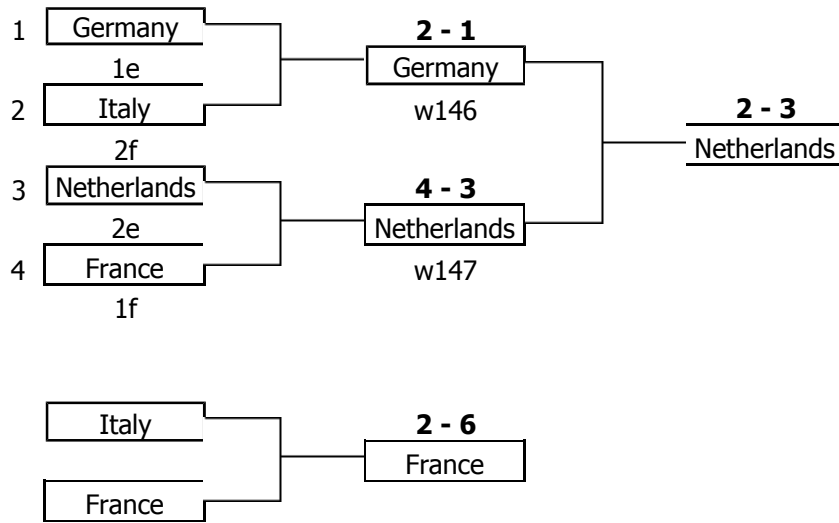 1 Germany
2 - 1
1e
Germany
2 Italy
w146
2 - 3
2f
Netherlands
3 Netherlands
4 - 3
2e
Netherlands
4 France
w147
1f
Italy
2 - 6
France
France